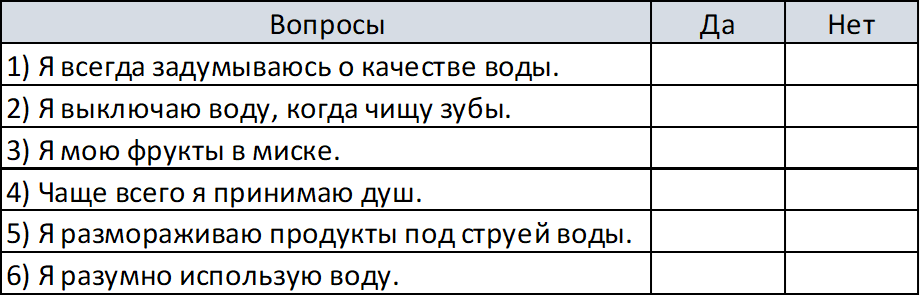 Вопросы Да Нет
1) Я всегда задумываюсь о качестве воды.
2) Я выключаю воду, когда чищу зубы.
3) Я мою фрукты в миске.
4) Чаще всего я принимаю душ.
5) Я размораживаю продукты под струей воды.
6) Я разумно использую воду.